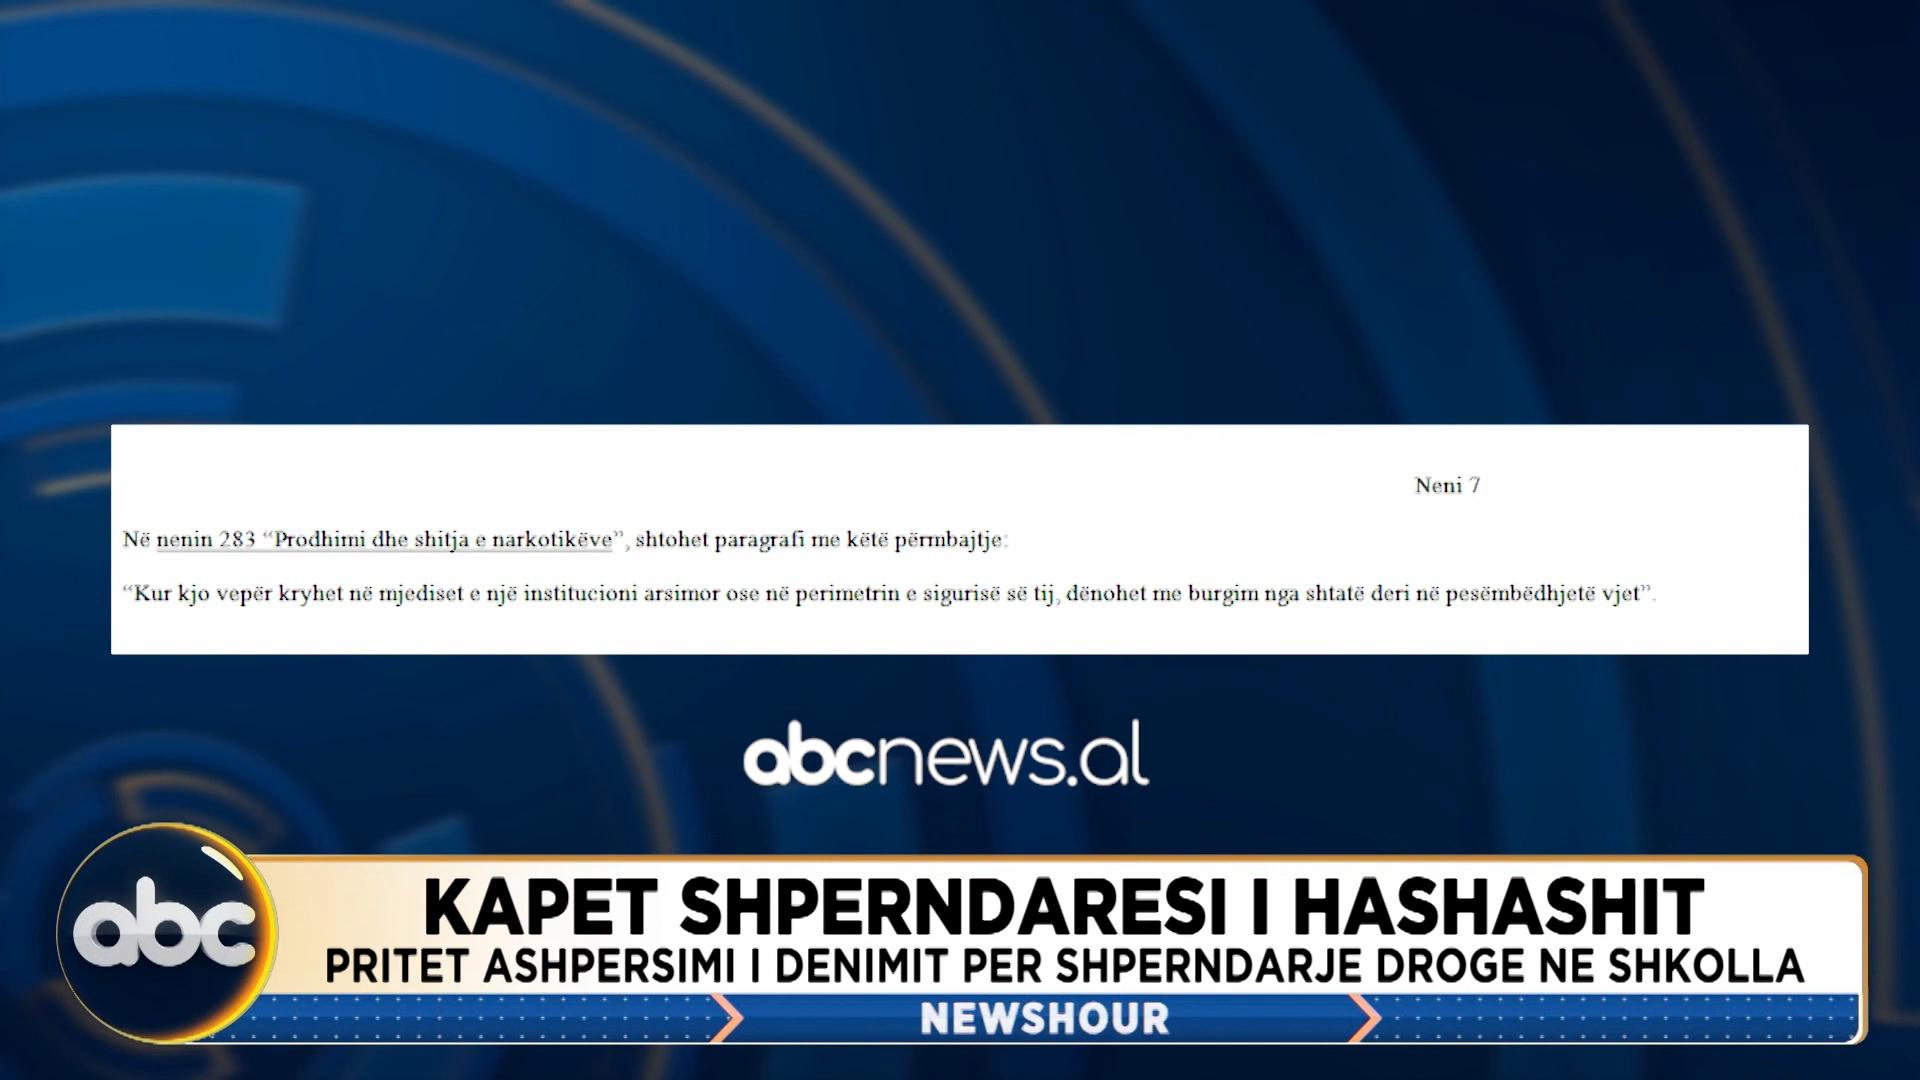 Neni 7
Në nenin 283 “Prodhimi dhe shitja e narkotikëve”, shtohet paragrafi me këtë përmbajtje:
“Kur kjo vepër kryhet në mjediset e një institucioni arsimor ose në perimetrin e sigurisë së tij, dënohet me burgim nga shtatë deri në pesëmbëdhjetë vjet”.
abcnews.al
abc
KAPET SHPERNDARESI I HASHASHIT
PRITET ASHPERSIMI I DENIMIT PER SHPERNDARJE DROGE NE SHKOLLA
NEWSHOUR